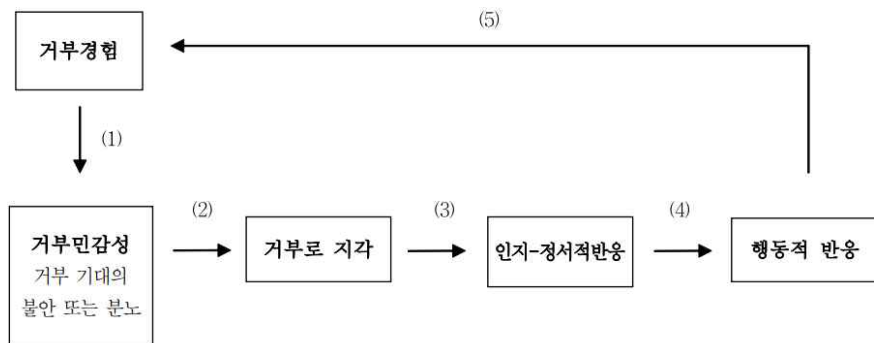 (5)
거부경험
(1)
(2)
(3)
(4)
거부민감성
거부 기대의
불안 또는 분노
거부로 지각
인지-정서적반응
행동적 반응